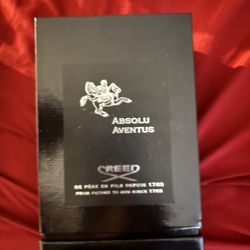 ABSOLU
AVENTUS
CREED
DE PÈRE EN FILS DEPUIS 1760
FROM FATHER TO SON SINCE 1760